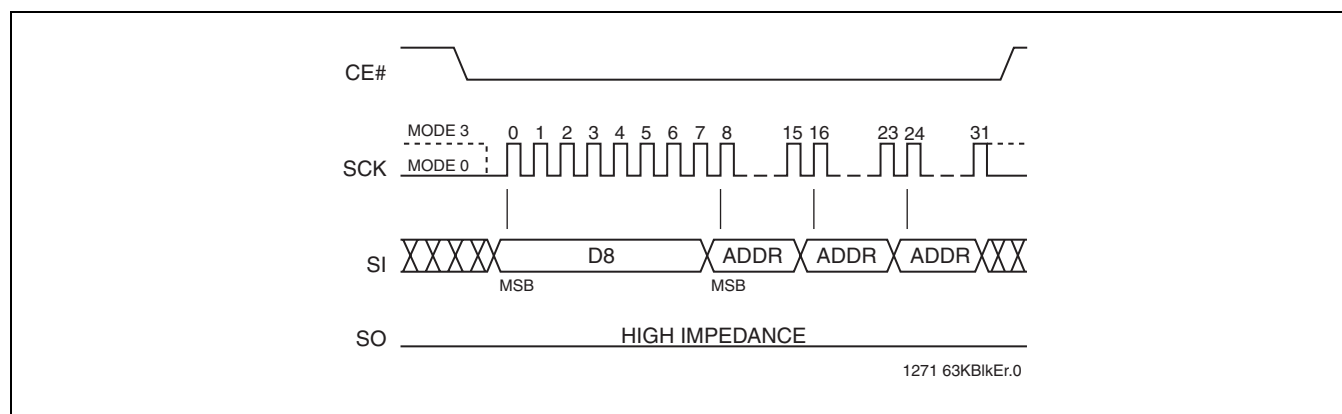 CE#
MODE 3
0 1 2 3 4 5 6 7 8 15 16 23 24 31
SCK
MODE 0
SI
D8 ADDR ADDR ADDR
MSB MSB
SO
HIGH IMPEDANCE
1271 63KBlkEr.0